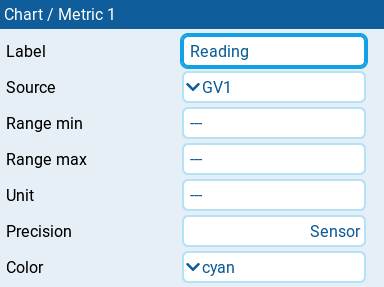 Chart / Metric 1
Label Reading
Source GV1
Range min ---
Range max ---
Unit ---
Precision Sensor
Color cyan